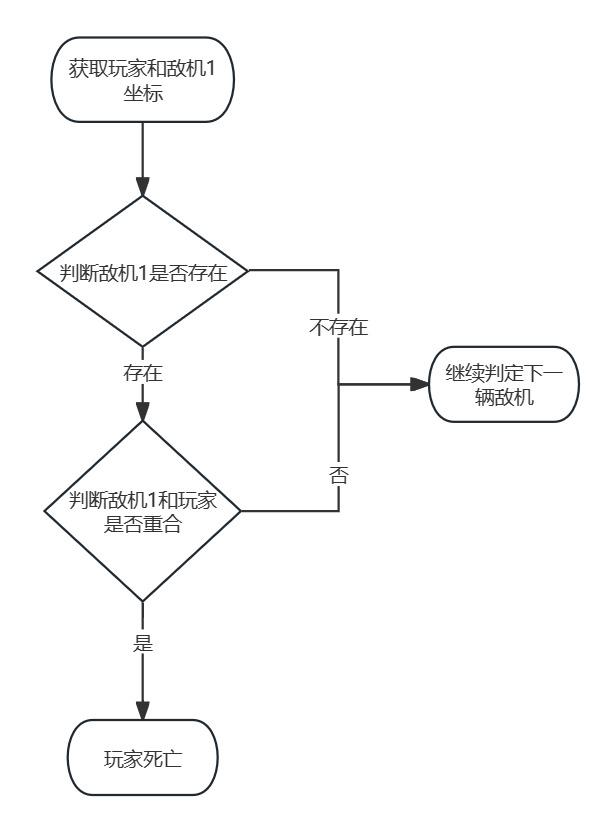 获取玩家和敌机1
坐标
判断敌机1是否存在
不存在
存在
继续判定下一
辆敌机
否
判断敌机1和玩家
是否重合
是
玩家死亡